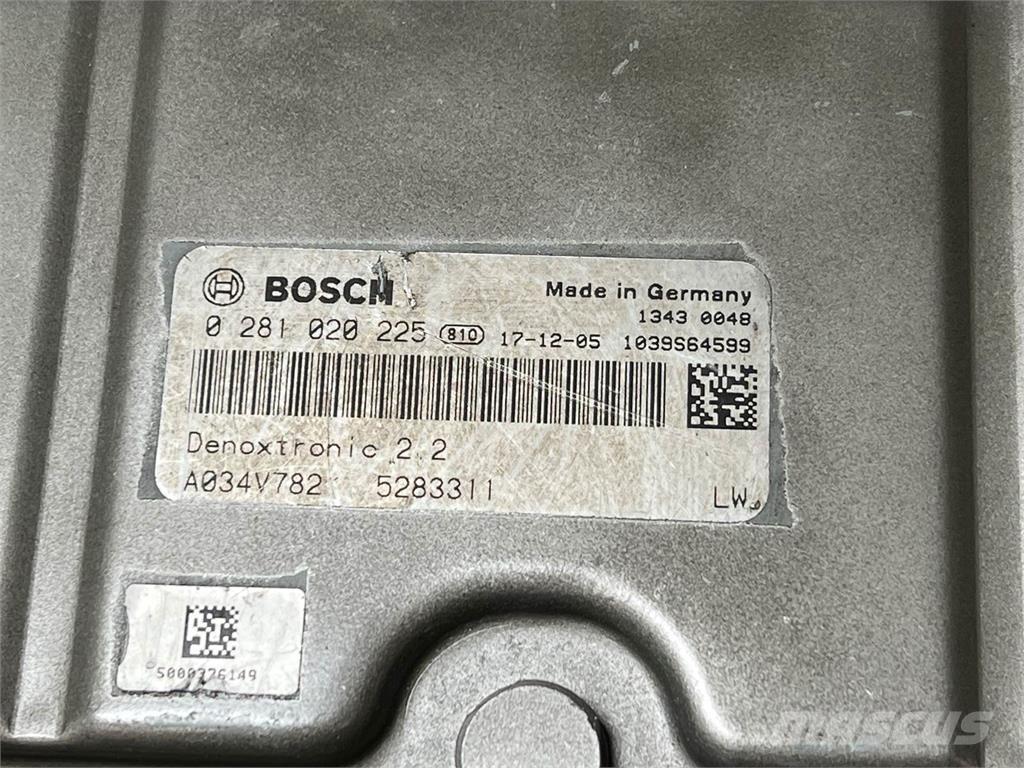 BOSCH Made in Germany
1343 0048
0 281 020 225 810 17-12-05 1039S64599
Denoxtronic 2.2
A034V782 5283311 LW
5000376149
MASCUS